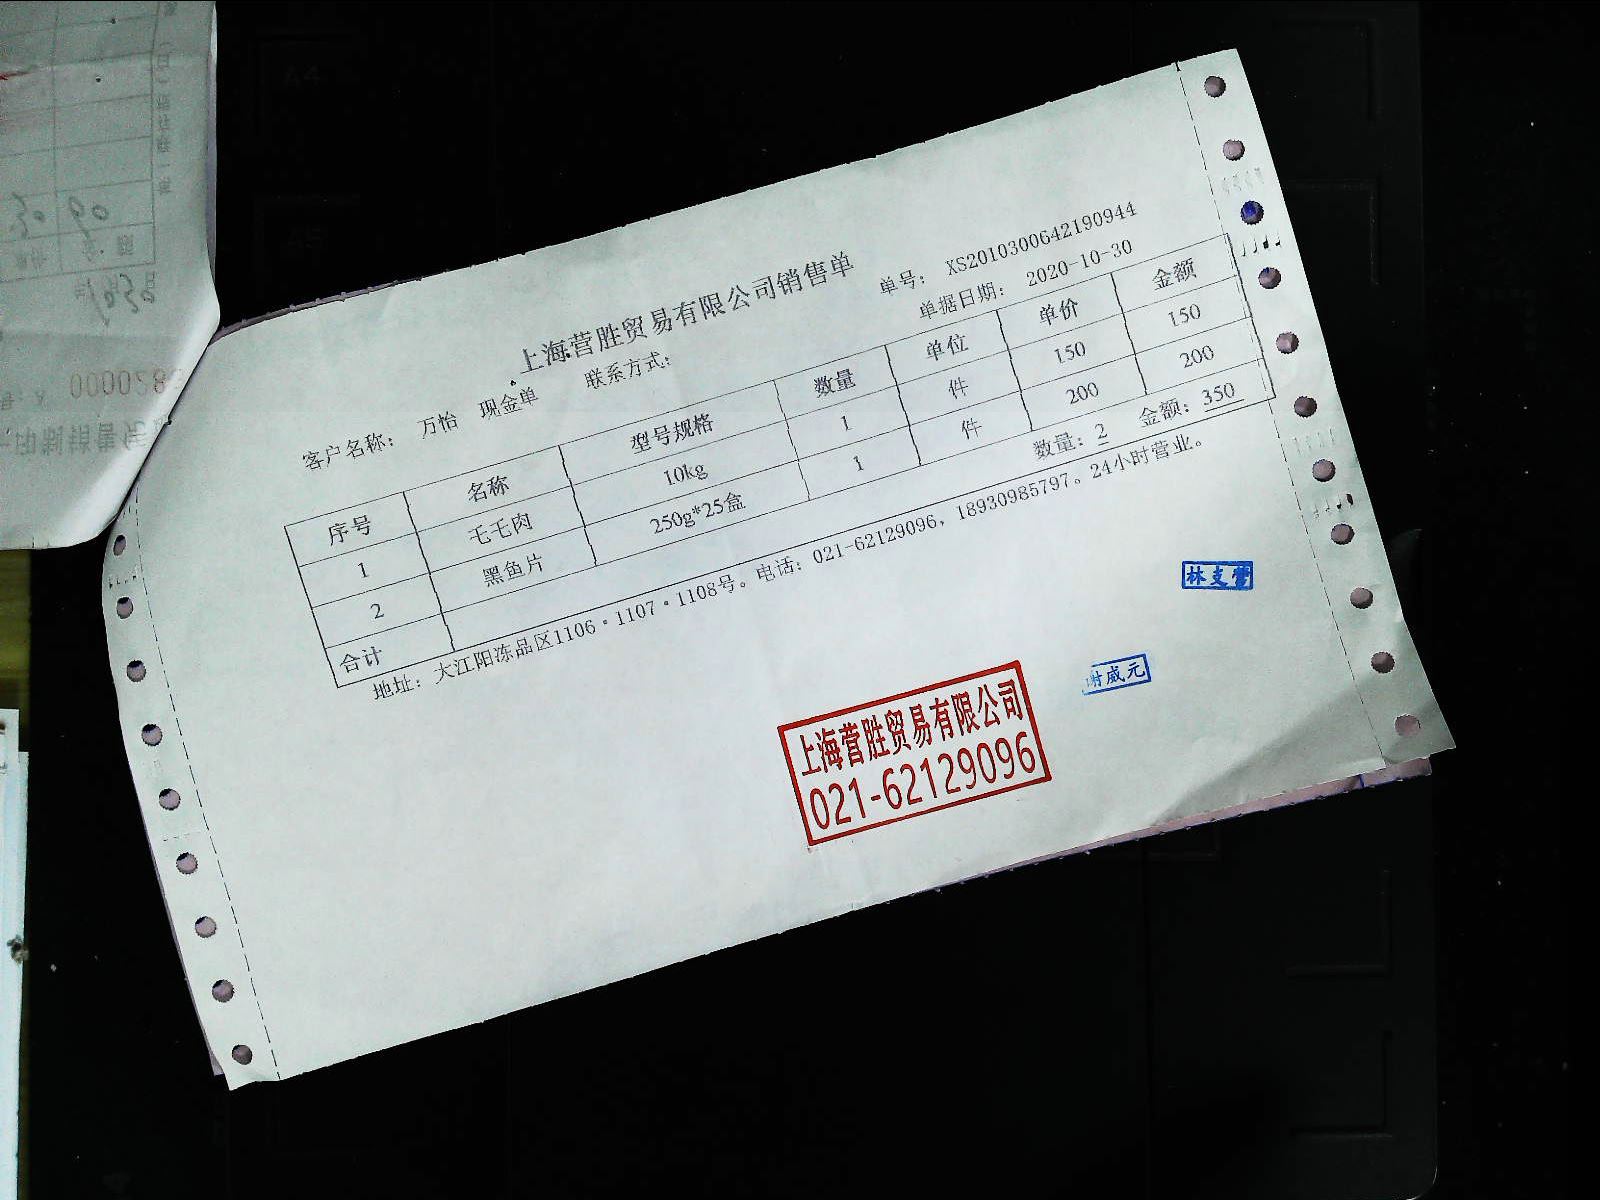 上海营胜贸易有限公司销售单
单号: XS2010300642190944
客户名称: 万怡 现金单 联系方式: 单据日期: 2020-10-30
序号 名称 型号规格 数量 单位 单价 金额
1 毛毛肉 10kg 1 件 150 150
2 黑鱼片 250g*25盒 1 件 200 200
合计 数量: 2 金额: 350
地址: 大江阳冻品区1106·1107·1108号。电话: 021-62129096, 18930985797。24小时营业。
林支营
谢威元
上海营胜贸易有限公司
021-62129096